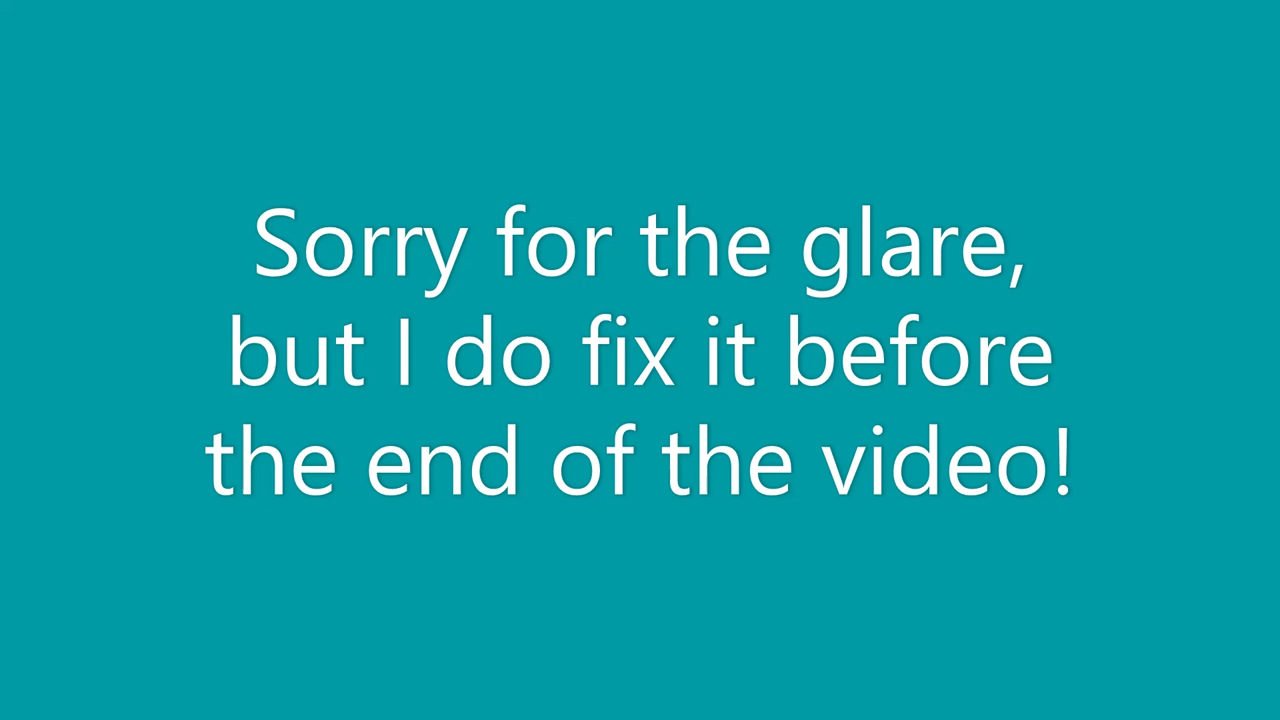 Sorry for the glare,
but I do fix it before
the end of the video!